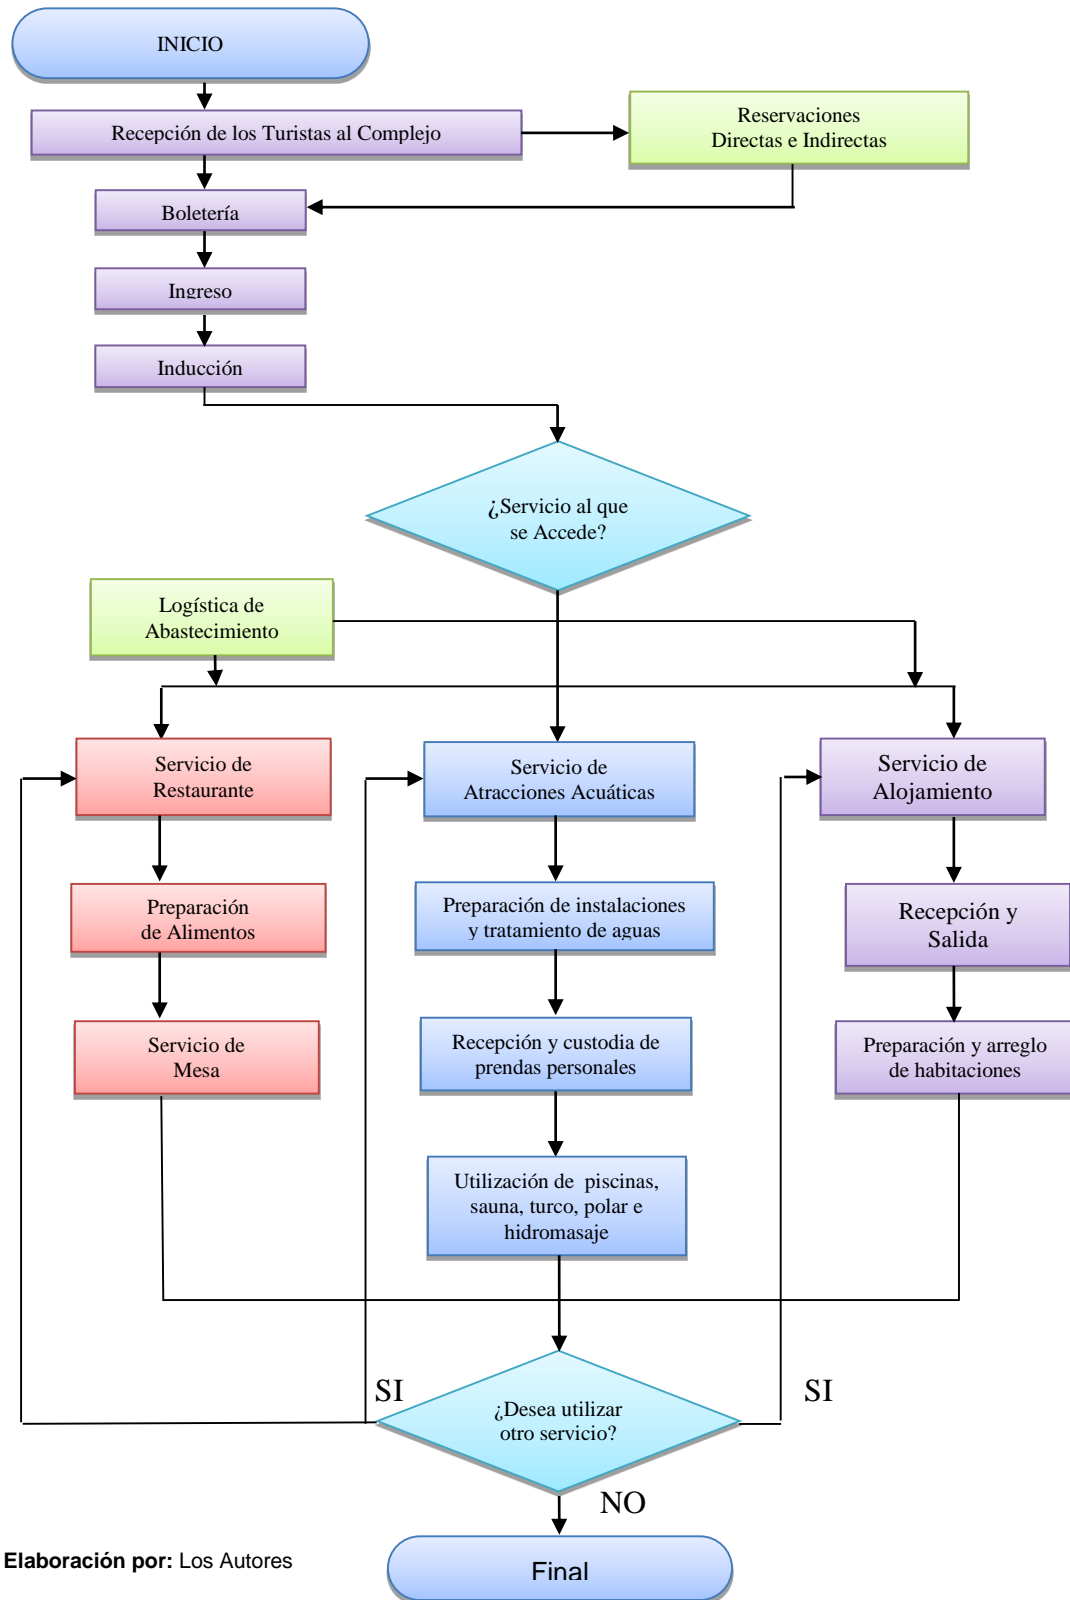 INICIO
Recepción de los Turistas al Complejo
Reservaciones
Directas e Indirectas
Boletería
Ingreso
Inducción
¿Servicio al que
se Accede?
Logística de
Abastecimiento
Servicio de
Restaurante
Servicio de
Atracciones Acuáticas
Servicio de
Alojamiento
Preparación
de Alimentos
Preparación de instalaciones
y tratamiento de aguas
Recepción y
Salida
Servicio de
Mesa
Recepción y custodia de
prendas personales
Preparación y arreglo
de habitaciones
Utilización de piscinas,
sauna, turco, polar e
hidromasaje
SI
¿Desea utilizar
otro servicio?
SI
NO
Elaboración por: Los Autores
Final